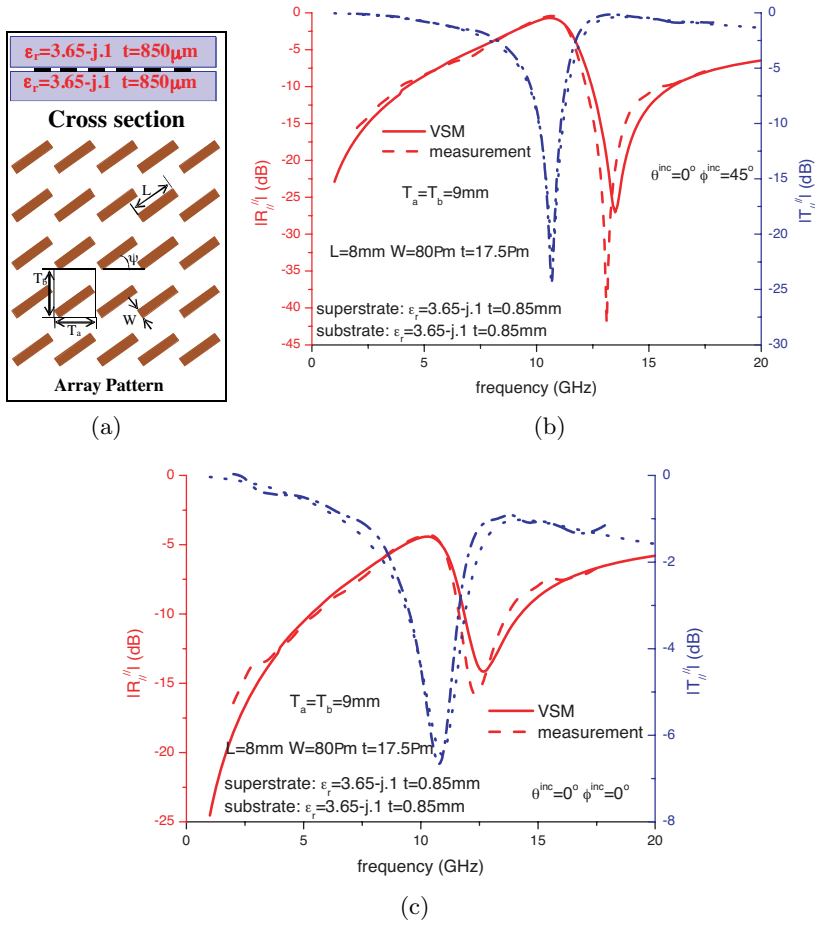 εr=3.65-j.1 t=850μm
εr=3.65-j.1 t=850μm
Cross section
L
ψ
Tb
W
Ta
Array Pattern
(a)
0
-5
-10
-15
-20
-25
-30
-35
-40
-45
|R////| (dB)
0
5
10
15
20
frequency (GHz)
0
-5
-10
-15
-20
-25
-30
|T////| (dB)
VSM
measurement
Ta=Tb=9mm
θinc=0o ϕinc=45o
L=8mm W=80Pm t=17.5Pm
superstrate: εr=3.65-j.1 t=0.85mm
substrate: εr=3.65-j.1 t=0.85mm
(b)
0
-5
-10
-15
-20
-25
|R////| (dB)
0
5
10
15
20
frequency (GHz)
0
-2
-4
-6
-8
|T////| (dB)
Ta=Tb=9mm
VSM
measurement
L=8mm W=80Pm t=17.5Pm
superstrate: εr=3.65-j.1 t=0.85mm
substrate: εr=3.65-j.1 t=0.85mm
θinc=0o ϕinc=0o
(c)